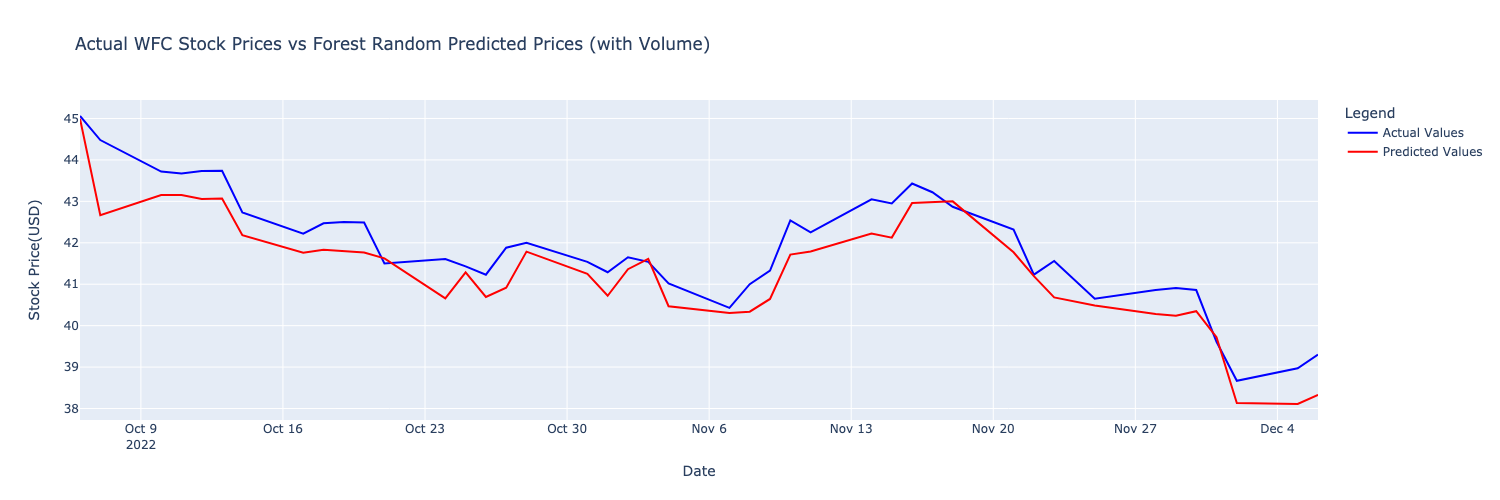 Actual WFC Stock Prices vs Forest Random Predicted Prices (with Volume)
Legend
Actual Values
Predicted Values
Stock Price(USD)
45
44
43
42
41
40
39
38
Oct 9
2022
Oct 16
Oct 23
Oct 30
Nov 6
Nov 13
Nov 20
Nov 27
Dec 4
Date